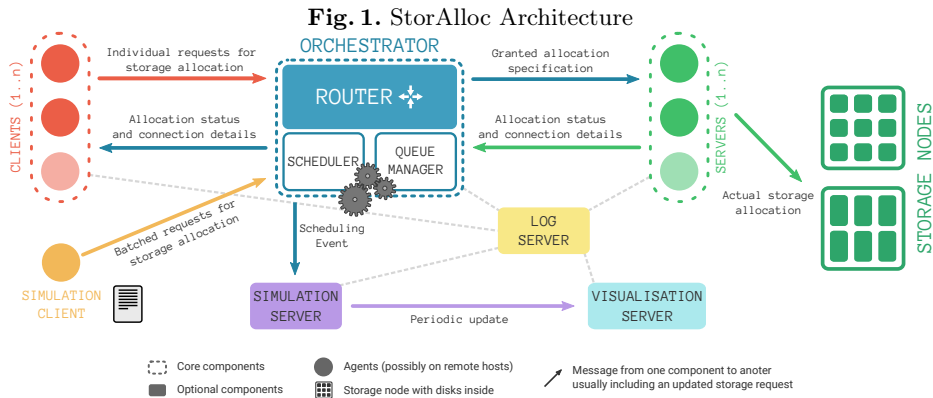 Fig. 1. StorAlloc Architecture
ORCHESTRATOR
Individual requests for
storage allocation
Granted allocation
specification
CLIENTS (1..n)
ROUTER
SERVERS (1..n)
Allocation status
and connection details
SCHEDULER
QUEUE
MANAGER
Allocation status
and connection details
STORAGE NODES
Actual storage
allocation
Batched requests for
storage allocation
Scheduling
Event
LOG
SERVER
SIMULATION
CLIENT
SIMULATION
SERVER
Periodic update
VISUALISATION
SERVER
Core components
Optional components
Agents (possibly on remote hosts)
Storage node with disks inside
Message from one component to anoter
usually including an updated storage request